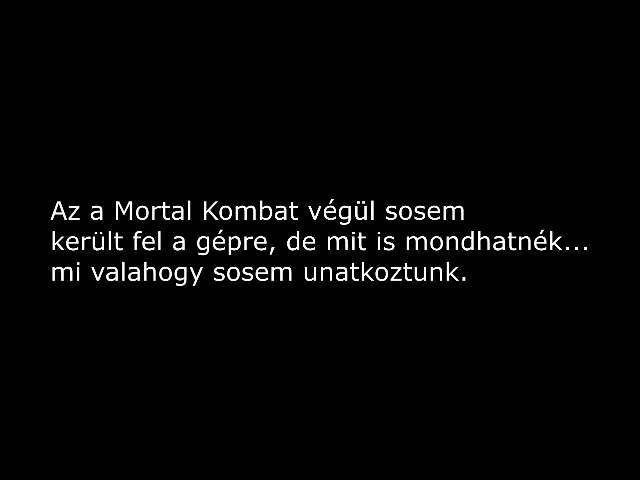 Az a Mortal Kombat végül sosem
került fel a gépre, de mit is mondhatnék...
mi valahogy sosem unatkoztunk.